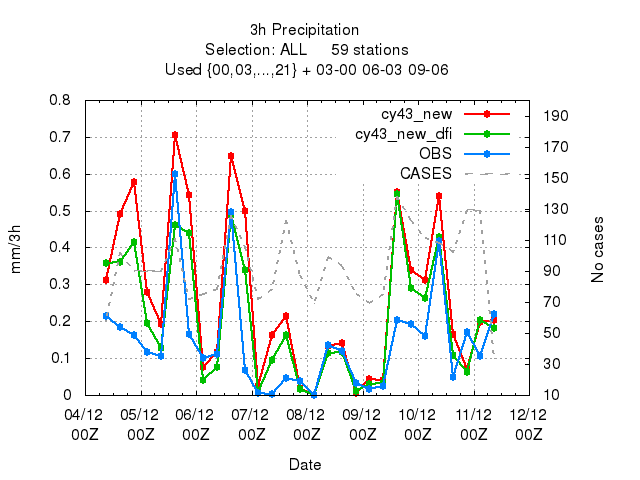 3h Precipitation
Selection: ALL 59 stations
Used {00,03,...,21} + 03-00 06-03 09-06
cy43_new
cy43_new_dfi
OBS
CASES
mm/3h
0.8
0.7
0.6
0.5
0.4
0.3
0.2
0.1
0
190
170
150
130
110
90
70
50
30
10
No cases
04/12 05/12 06/12 07/12 08/12 09/12 10/12 11/12 12/12
00Z 00Z 00Z 00Z 00Z 00Z 00Z 00Z 00Z
Date